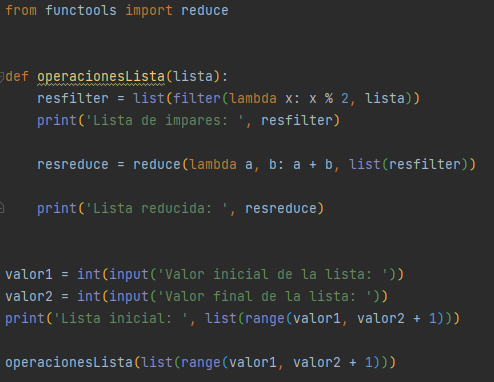 from functools import reduce
def operacionesLista(lista):
    resfilter = list(filter(lambda x: x % 2, lista))
    print('Lista de impares: ', resfilter)
    resreduce = reduce(lambda a, b: a + b, list(resfilter))
    print('Lista reducida: ', resreduce)
valor1 = int(input('Valor inicial de la lista: '))
valor2 = int(input('Valor final de la lista: '))
print('Lista inicial: ', list(range(valor1, valor2 + 1)))
operacionesLista(list(range(valor1, valor2 + 1)))